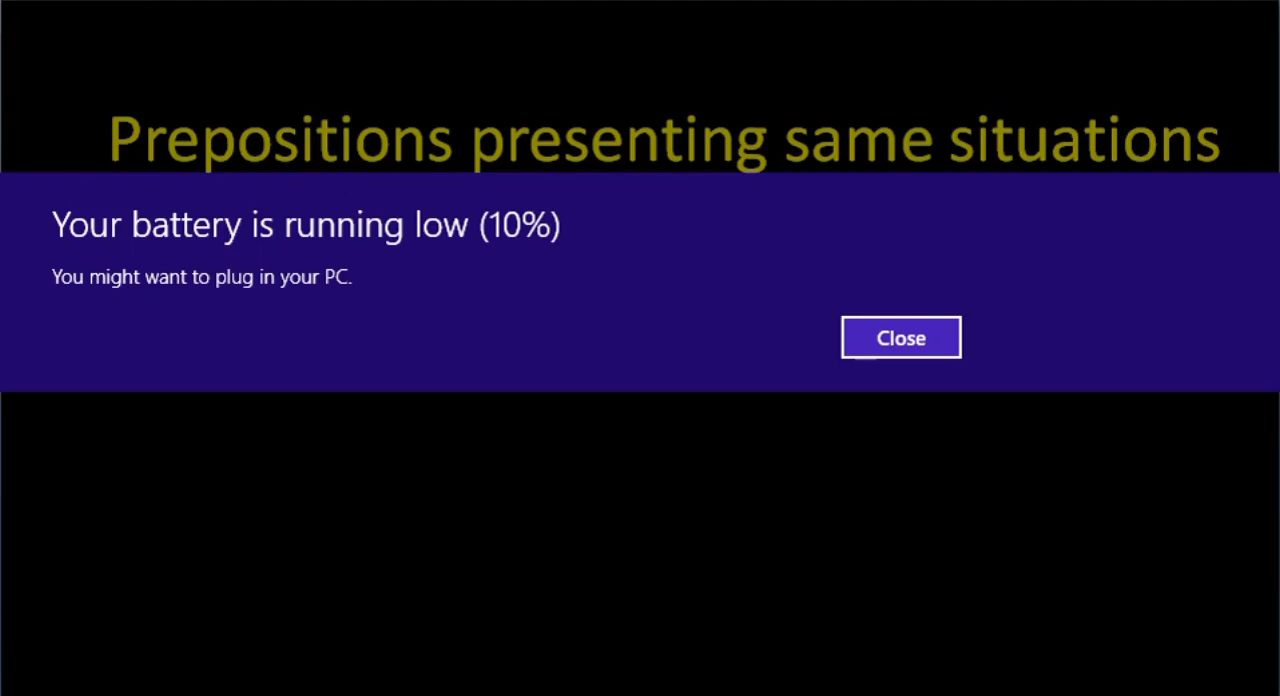 Prepositions presenting same situations
Your battery is running low (10%)
You might want to plug in your PC.
Close